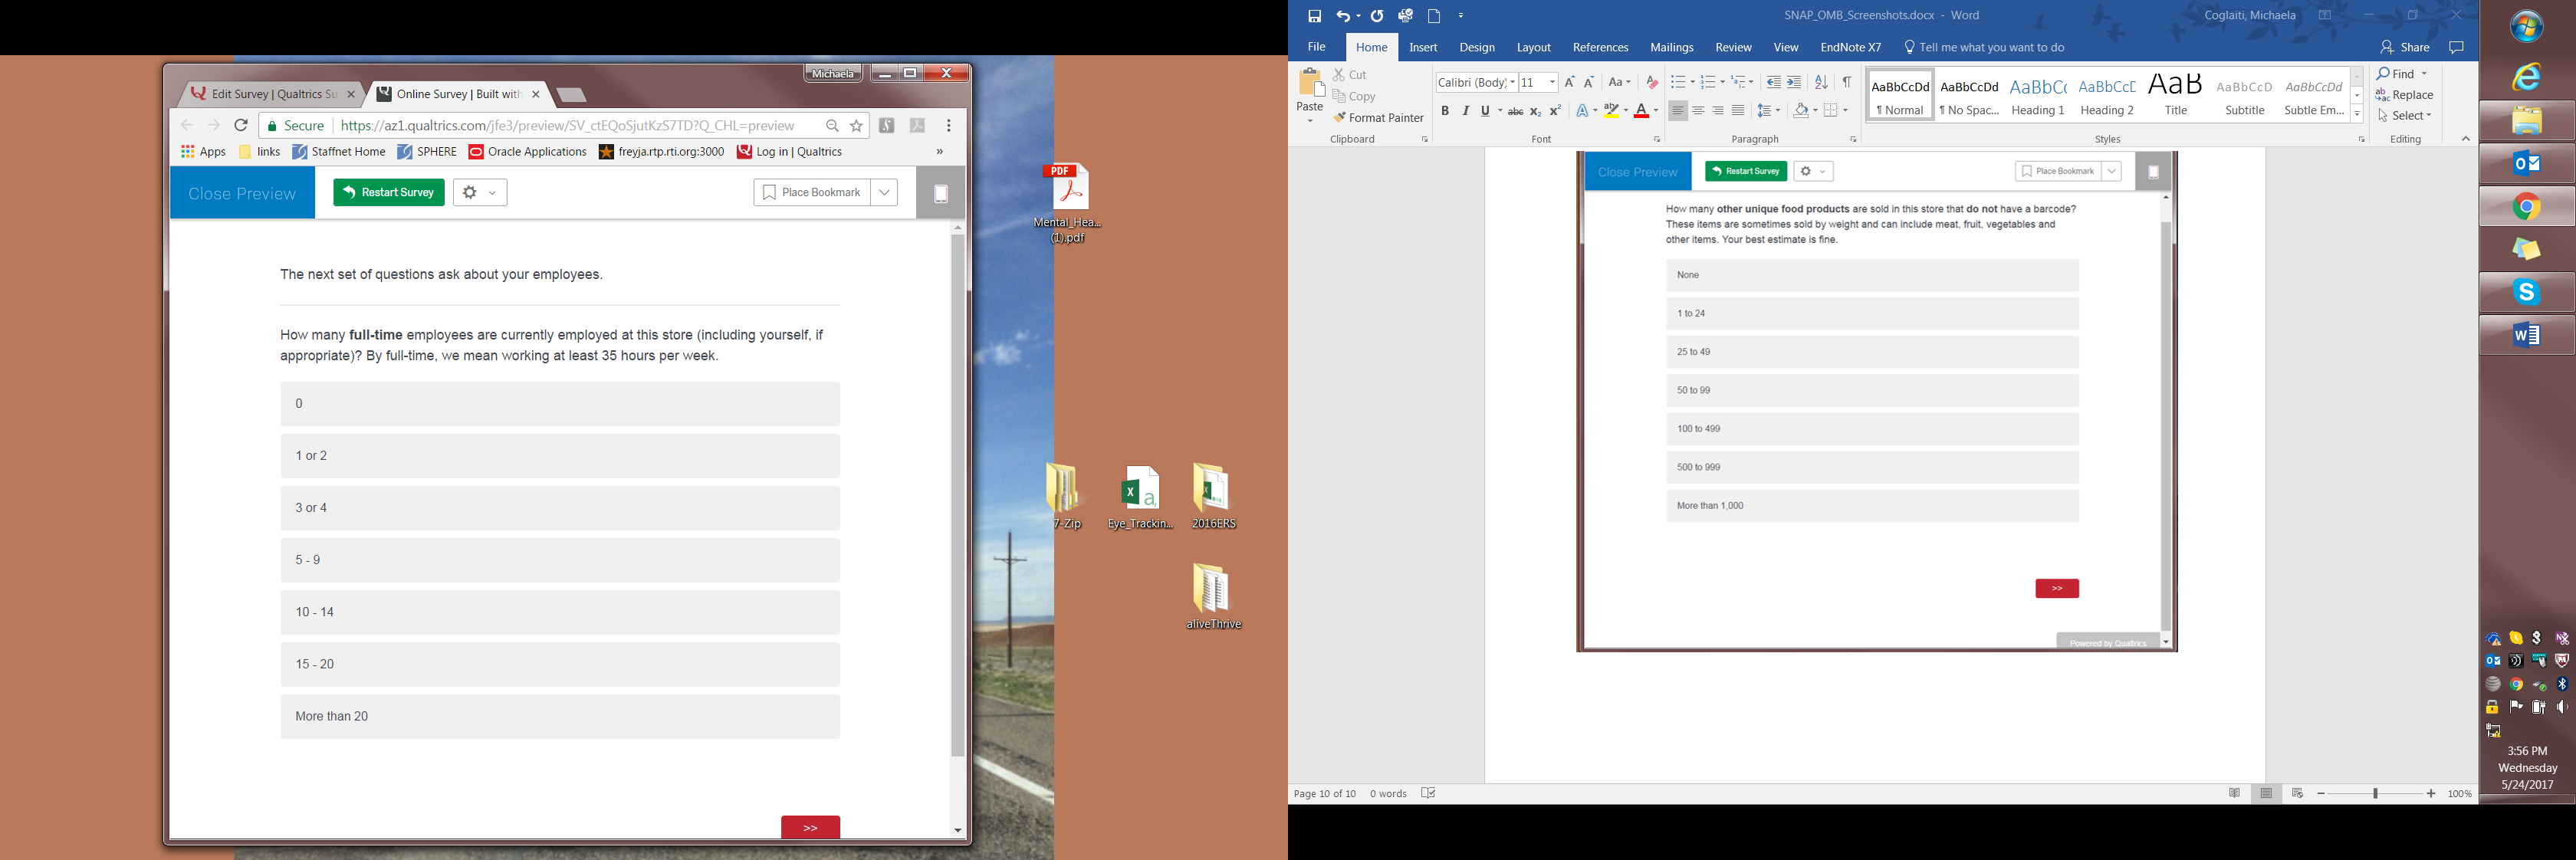 Michaela
Edit Survey | Qualtrics Su
Online Survey | Built with
Secure
https://az1.qualtrics.com/jfe3/preview/SV_ctEQoSjutKzS7TD?Q_CHL=preview
Apps
links
Staffnet Home
SPHERE
Oracle Applications
freyja.rtp.rti.org:3000
Log in | Qualtrics
»
Close Preview
Restart Survey
Place Bookmark
The next set of questions ask about your employees.
How many full-time employees are currently employed at this store (including yourself, if
appropriate)? By full-time, we mean working at least 35 hours per week.
0
1 or 2
3 or 4
5 - 9
10 - 14
15 - 20
More than 20
>>
PDF
Mental_Hea...
(1).pdf
7-Zip
Eye_Trackin...
2016ERS
aliveThrive
SNAP_OMB_Screenshots.docx - Word
Coglaiti, Michaela
File
Home
Insert
Design
Layout
References
Mailings
Review
View
EndNote X7
Tell me what you want to do
Share
Paste
Cut
Copy
Format Painter
Clipboard
Calibri (Body)
11
Aa
B I U abc x₂ x²
Font
Paragraph
AaBbCcDd
¶ Normal
AaBbCcDd
¶ No Spac...
AaBbC
Heading 1
AaBbCcE
Heading 2
AaB
Title
AaBbCcD
Subtitle
AaBbCcDd
Subtle Em...
Styles
Find
Replace
Select
Editing
Close Preview
Restart Survey
Place Bookmark
How many other unique food products are sold in this store that do not have a barcode?
These items are sometimes sold by weight and can include meat, fruit, vegetables and
other items. Your best estimate is fine.
None
1 to 24
25 to 49
50 to 99
100 to 499
500 to 999
More than 1,000
>>
Powered by Qualtrics
Page 10 of 10
0 words
100%
3:56 PM
Wednesday
5/24/2017